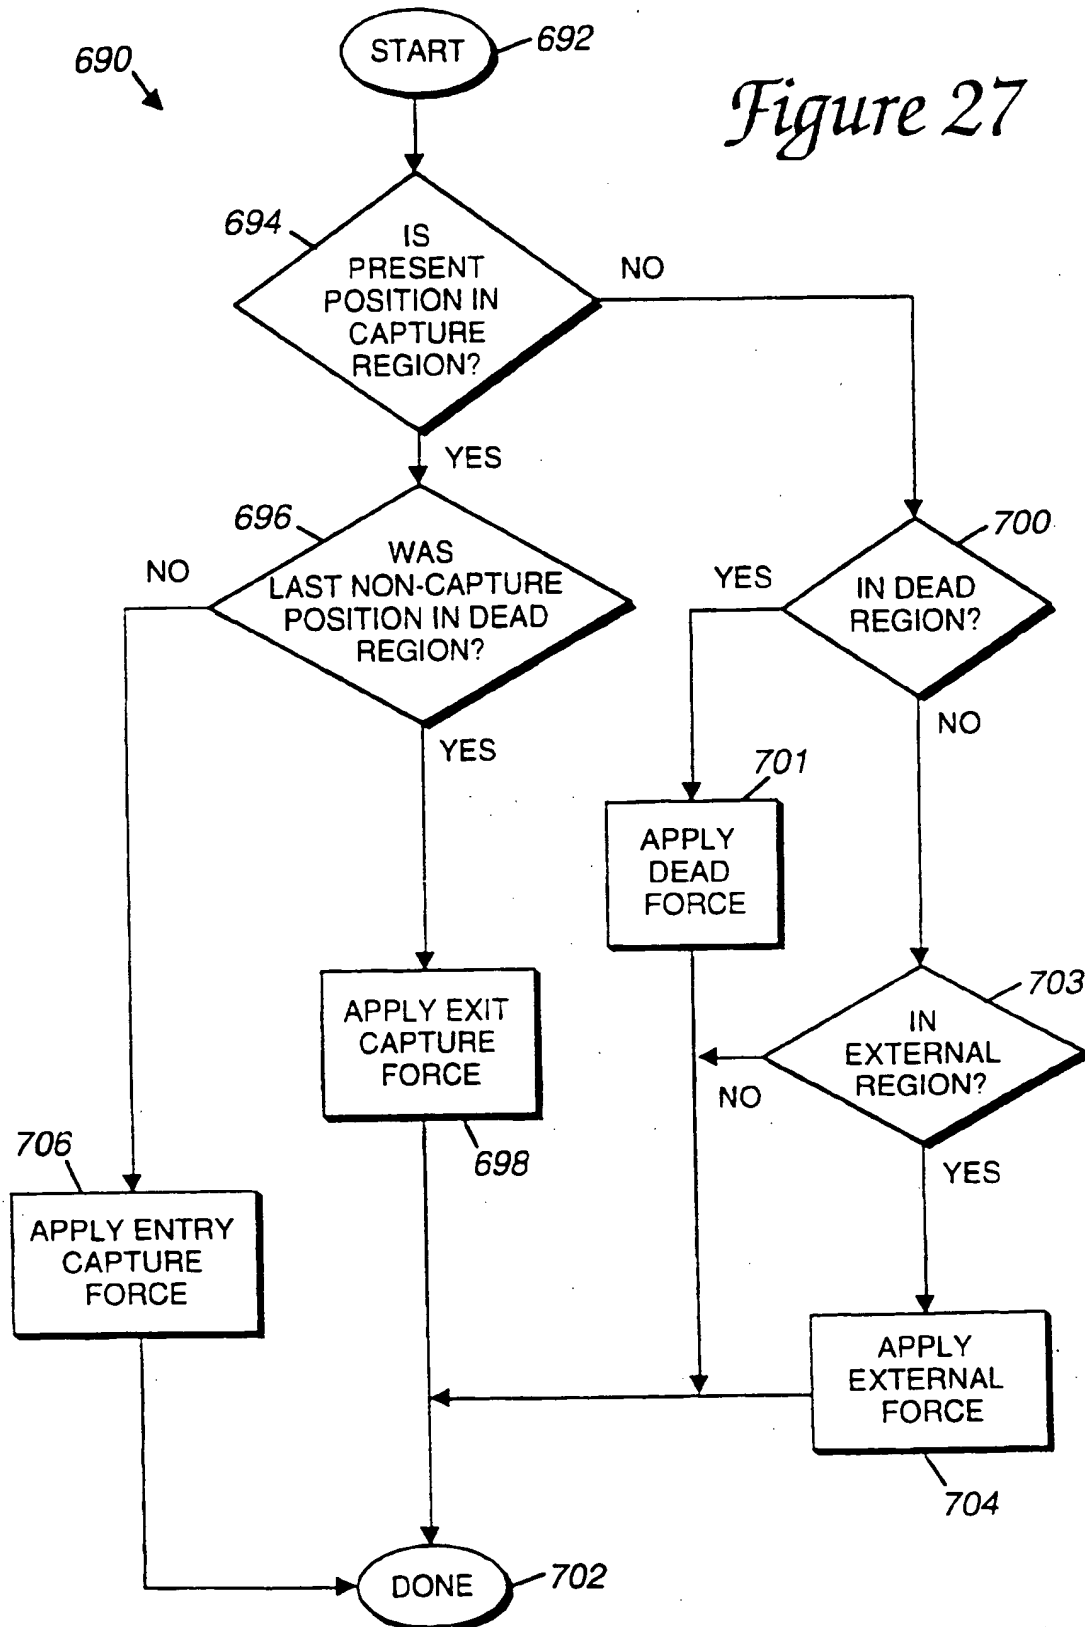 690
START
692
Figure 27
694
IS
PRESENT
POSITION IN
CAPTURE
REGION?
NO
YES
696
WAS
LAST NON-CAPTURE
POSITION IN DEAD
REGION?
NO
YES
700
IN DEAD
REGION?
YES
NO
701
APPLY
DEAD
FORCE
703
IN
EXTERNAL
REGION?
NO
YES
APPLY EXIT
CAPTURE
FORCE
698
706
APPLY ENTRY
CAPTURE
FORCE
APPLY
EXTERNAL
FORCE
704
DONE
702